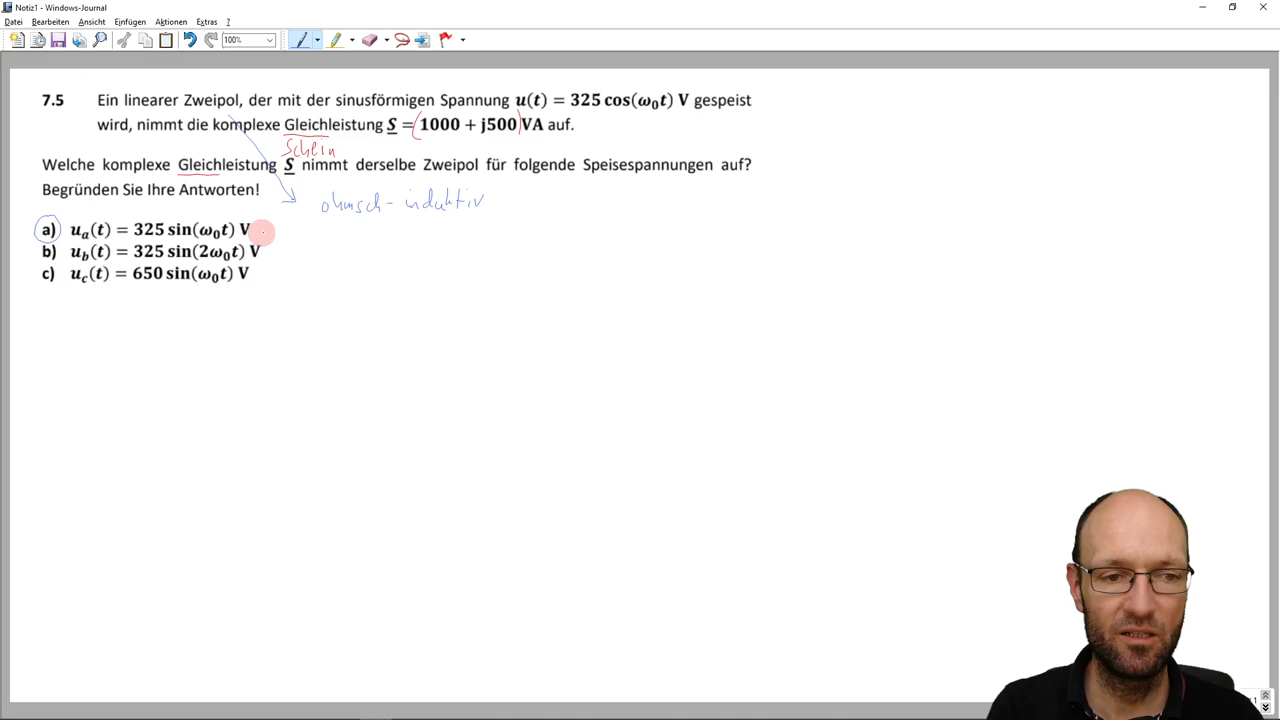 Notiz1 - Windows-Journal
Datei Bearbeiten Ansicht Einfügen Aktionen Extras ?
100%
7.5 Ein linearer Zweipol, der mit der sinusförmigen Spannung u(t) = 325 cos(ω₀t) V gespeist
wird, nimmt die komplexe Gleichleistung S = (1000 + j500) VA auf.
Schein
Welche komplexe Gleichleistung S nimmt derselbe Zweipol für folgende Speisespannungen auf?
Begründen Sie Ihre Antworten!
ohmsch - induktiv
a) uₐ(t) = 325 sin(ω₀t) V
b) u_b(t) = 325 sin(2ω₀t) V
c) u_c(t) = 650 sin(ω₀t) V